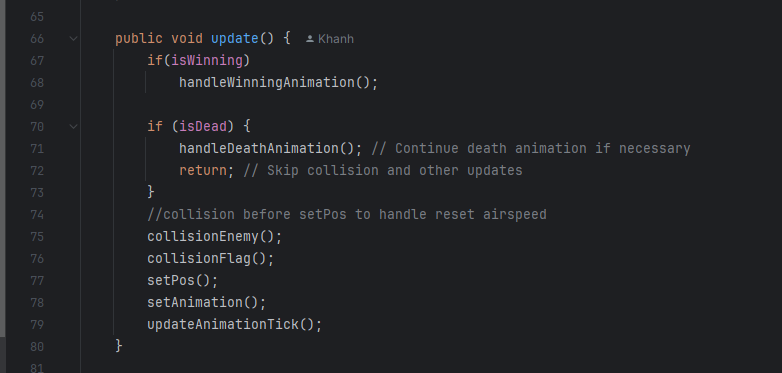 65
66 public void update() { Khanh
67 if(isWinning)
68 handleWinningAnimation();
69
70 if (isDead) {
71 handleDeathAnimation(); // Continue death animation if necessary
72 return; // Skip collision and other updates
73 }
74 //collision before setPos to handle reset airspeed
75 collisionEnemy();
76 collisionFlag();
77 setPos();
78 setAnimation();
79 updateAnimationTick();
80 }
81